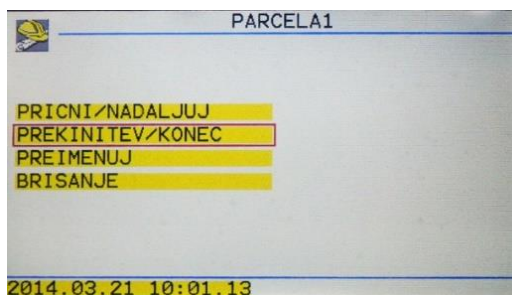 PARCELA1
PRICNI/NADALJUJ
PREKINITEV/KONEC
PREIMENUJ
BRISANJE
2014.03.21 10:01.13